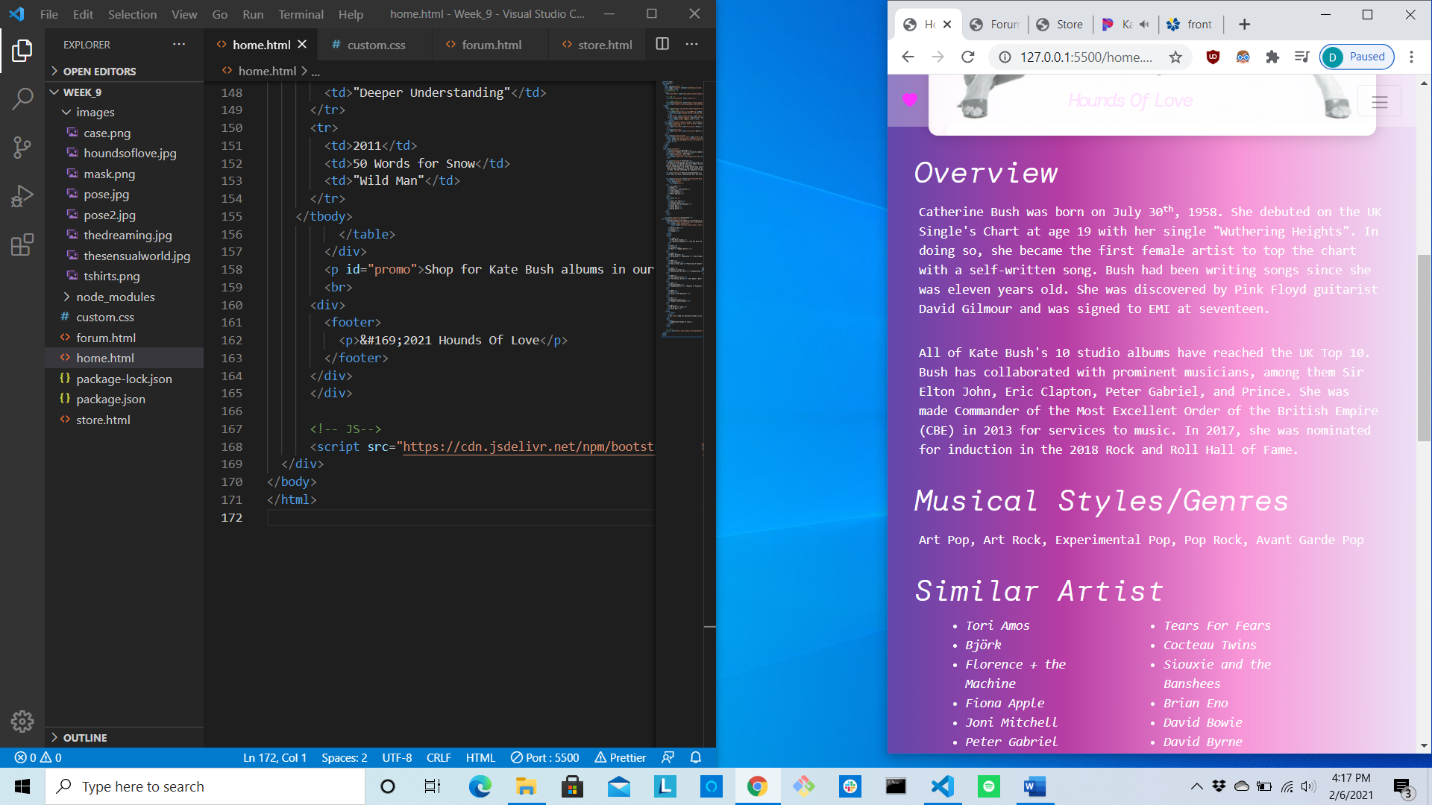 File Edit Selection View Go Run Terminal Help home.html - Week_9 - Visual Studio C...
EXPLORER
OPEN EDITORS
WEEK_9
images
case.png
houndsoflove.jpg
mask.png
pose.jpg
pose2.jpg
thedreaming.jpg
thesensualworld.jpg
tshirts.png
node_modules
custom.css
forum.html
home.html
package-lock.json
package.json
store.html
OUTLINE
home.html custom.css forum.html store.html
home.html > ...
148 <td>"Deeper Understanding"</td>
149 </tr>
150 <tr>
151 <td>2011</td>
152 <td>50 Words for Snow</td>
153 <td>"Wild Man"</td>
154 </tr>
155 </tbody>
156 </table>
157 </div>
158 <p id="promo">Shop for Kate Bush albums in our
159 <br>
160 <div>
161 <footer>
162 <p>&#169;2021 Hounds Of Love</p>
163 </footer>
164 </div>
165 </div>
166
167 <!-- JS-->
168 <script src="https://cdn.jsdelivr.net/npm/bootst
169 </div>
170 </body>
171 </html>
172
0 0 Ln 172, Col 1 Spaces: 2 UTF-8 CRLF HTML Port : 5500 Prettier
Forum Store Ka front
127.0.0.1:5500/home.... D Paused
Hounds Of Love
Overview
Catherine Bush was born on July 30th, 1958. She debuted on the UK
Single's Chart at age 19 with her single "Wuthering Heights". In
doing so, she became the first female artist to top the chart
with a self-written song. Bush had been writing songs since she
was eleven years old. She was discovered by Pink Floyd guitarist
David Gilmour and was signed to EMI at seventeen.
All of Kate Bush's 10 studio albums have reached the UK Top 10.
Bush has collaborated with prominent musicians, among them Sir
Elton John, Eric Clapton, Peter Gabriel, and Prince. She was
made Commander of the Most Excellent Order of the British Empire
(CBE) in 2013 for services to music. In 2017, she was nominated
for induction in the 2018 Rock and Roll Hall of Fame.
Musical Styles/Genres
Art Pop, Art Rock, Experimental Pop, Pop Rock, Avant Garde Pop
Similar Artist
• Tori Amos
• Björk
• Florence + the
Machine
• Fiona Apple
• Joni Mitchell
• Peter Gabriel
• Tears For Fears
• Cocteau Twins
• Siouxie and the
Banshees
• Brian Eno
• David Bowie
• David Byrne
Type here to search
4:17 PM
2/6/2021
3